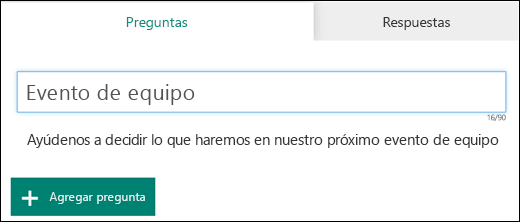 Preguntas
Respuestas
Evento de equipo
16/90
Ayúdenos a decidir lo que haremos en nuestro próximo evento de equipo
Agregar pregunta